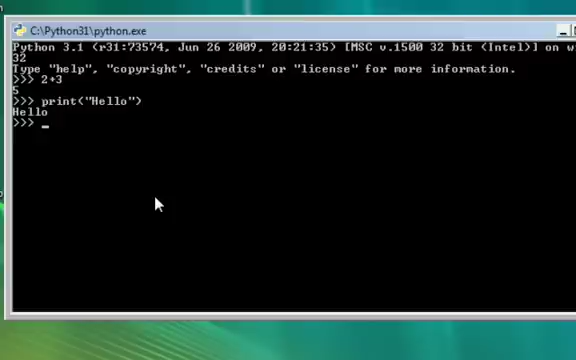 C:\Python31\python.exe
Python 3.1 (r31:73574, Jun 26 2009, 20:21:35) [MSC v.1500 32 bit (Intel)] on wi
32
Type "help", "copyright", "credits" or "license" for more information.
>>> 2+3
5
>>> print("Hello")
Hello
>>> _